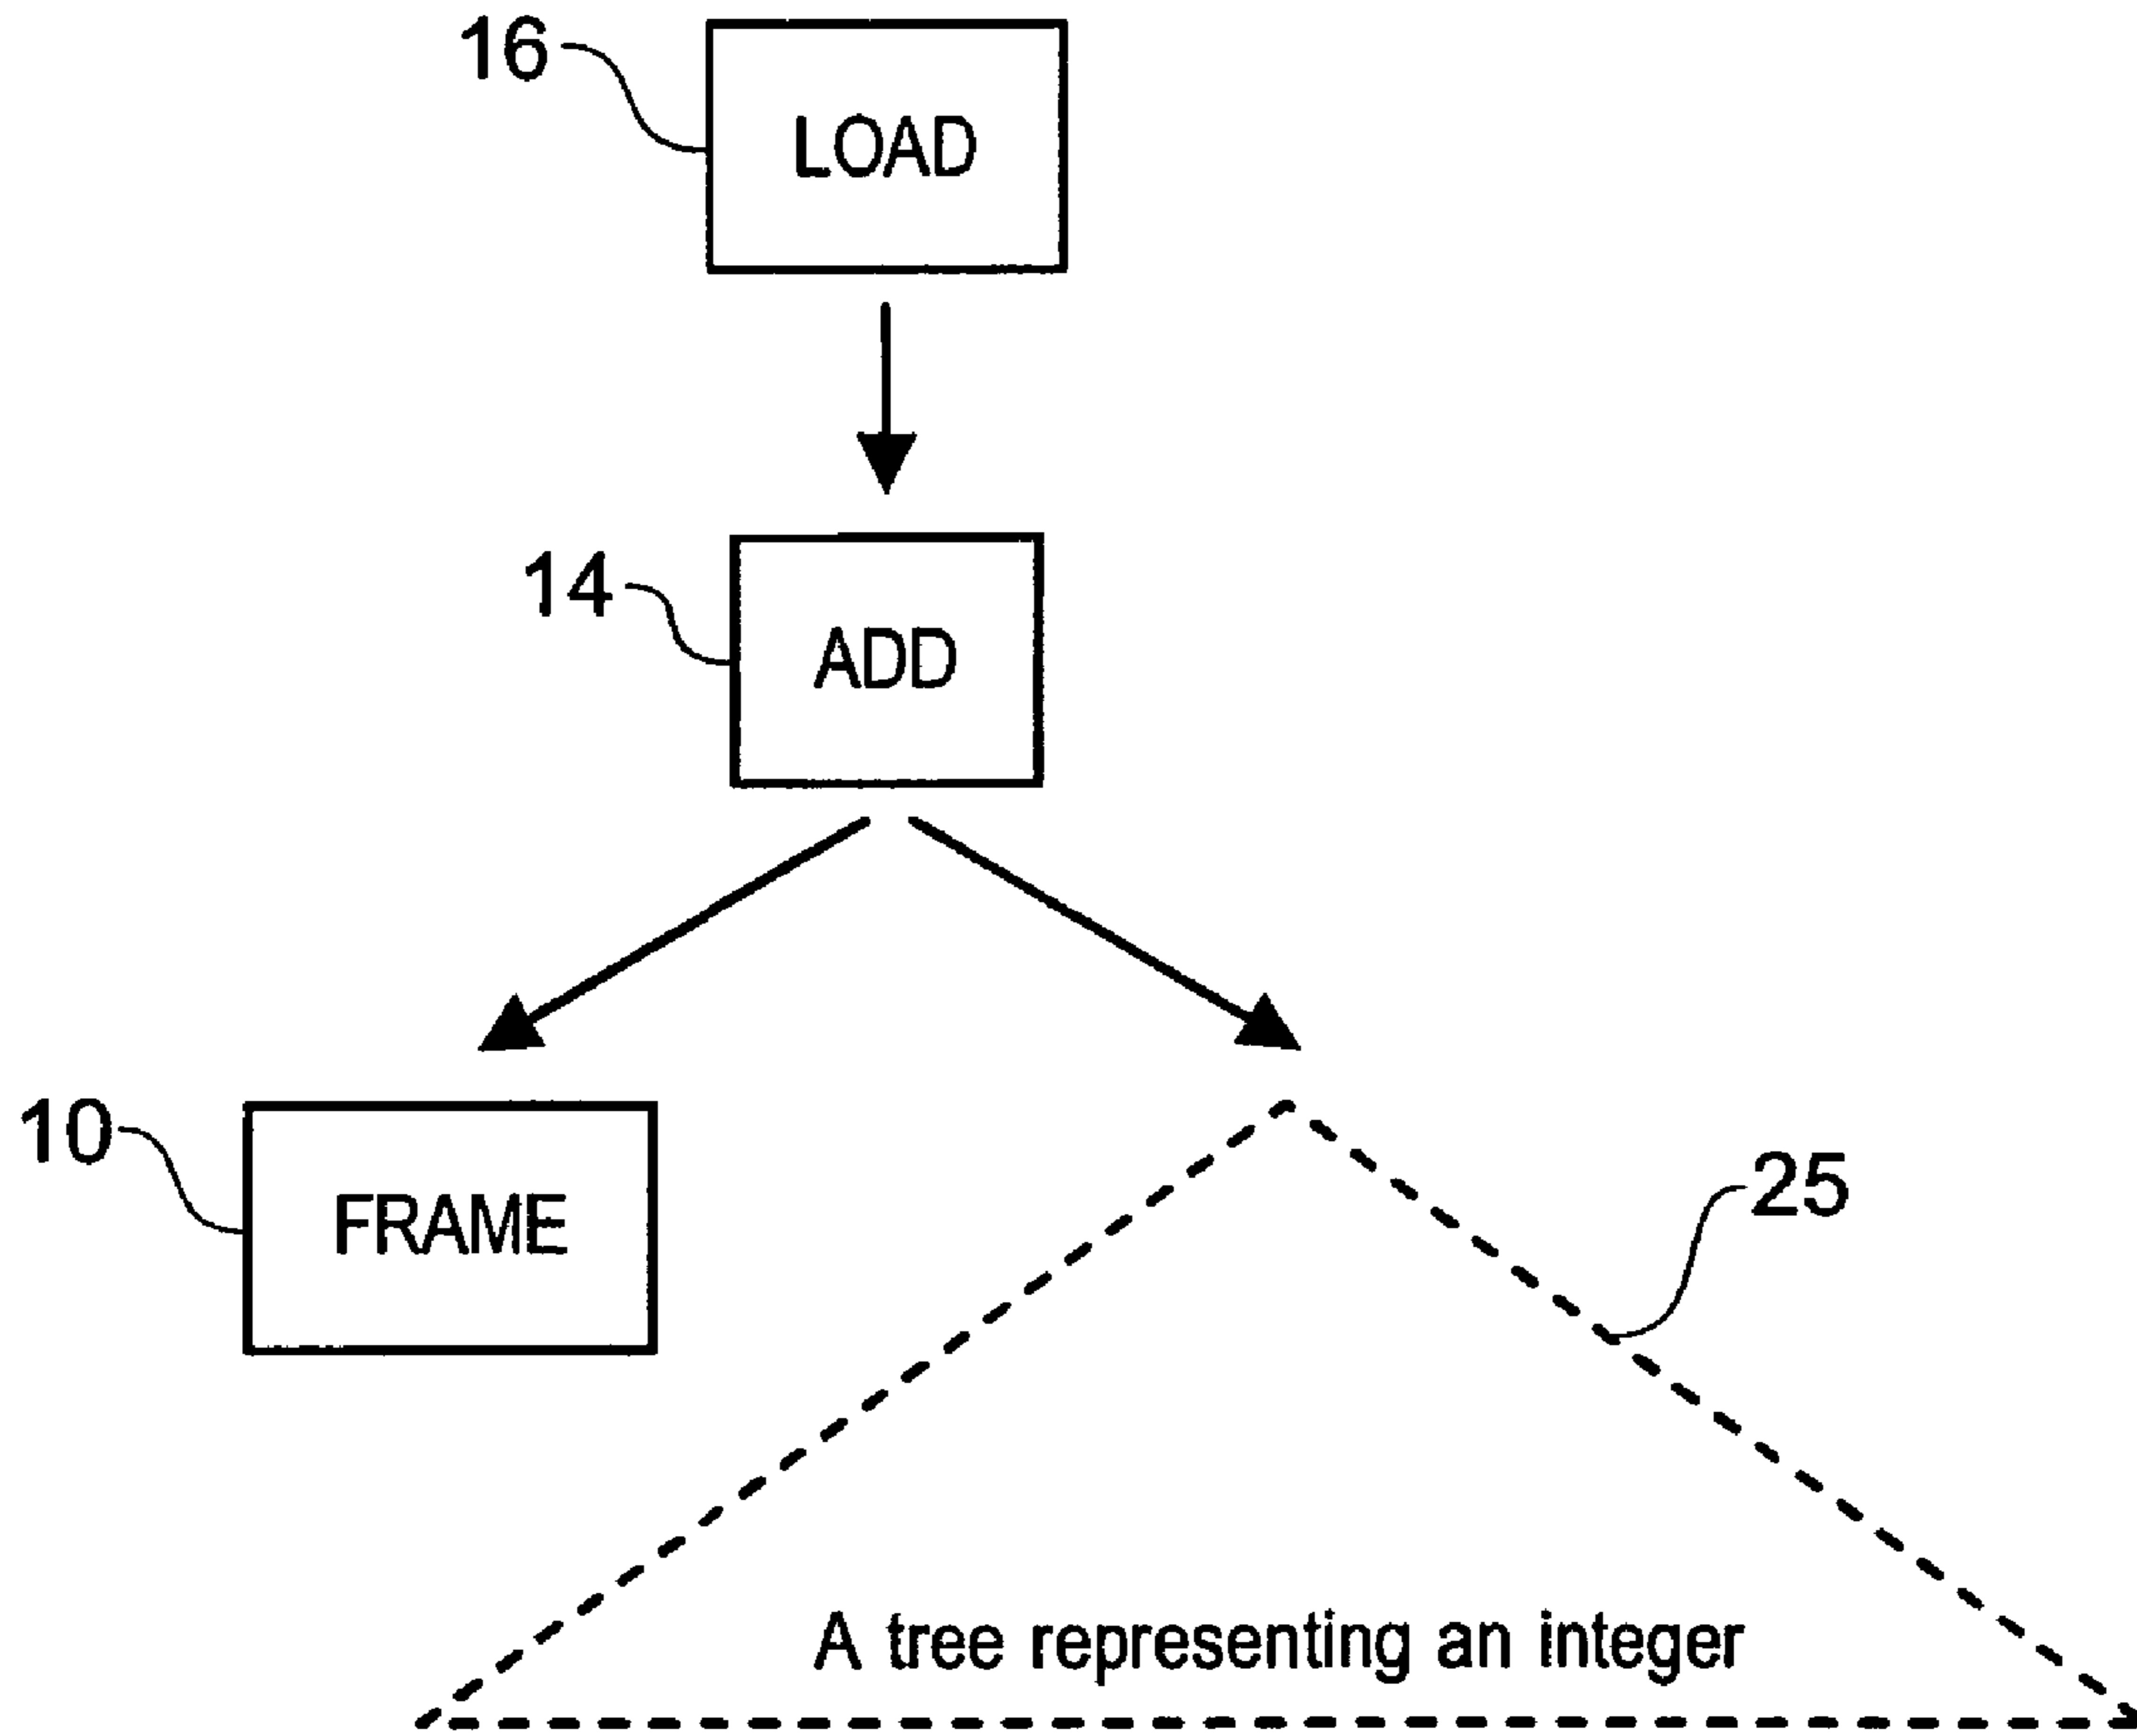 16
LOAD
14
ADD
10
FRAME
25
A tree representing an integer